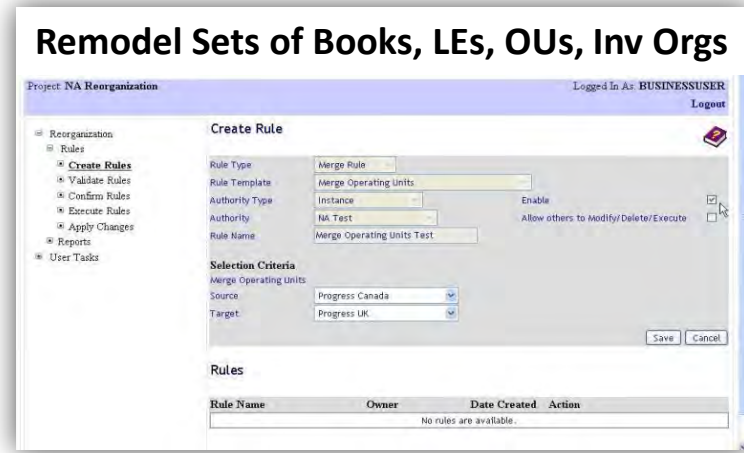 Remodel Sets of Books, LEs, OUs, Inv Orgs
Project: NA Reorganization Logged In As: BUSINESSUSER
Logout
Reorganization
Rules
Create Rules
Validate Rules
Confirm Rules
Execute Rules
Apply Changes
Reports
User Tasks
Create Rule
Rule Type Merge Rule
Rule Template Merge Operating Units
Authority Type Instance Enable
Authority NA Test Allow others to Modify/Delete/Execute
Rule Name Merge Operating Units Test
Selection Criteria
Merge Operating Units
Source Progress Canada
Target Progress UK
Save Cancel
Rules
Rule Name Owner Date Created Action
No rules are available.